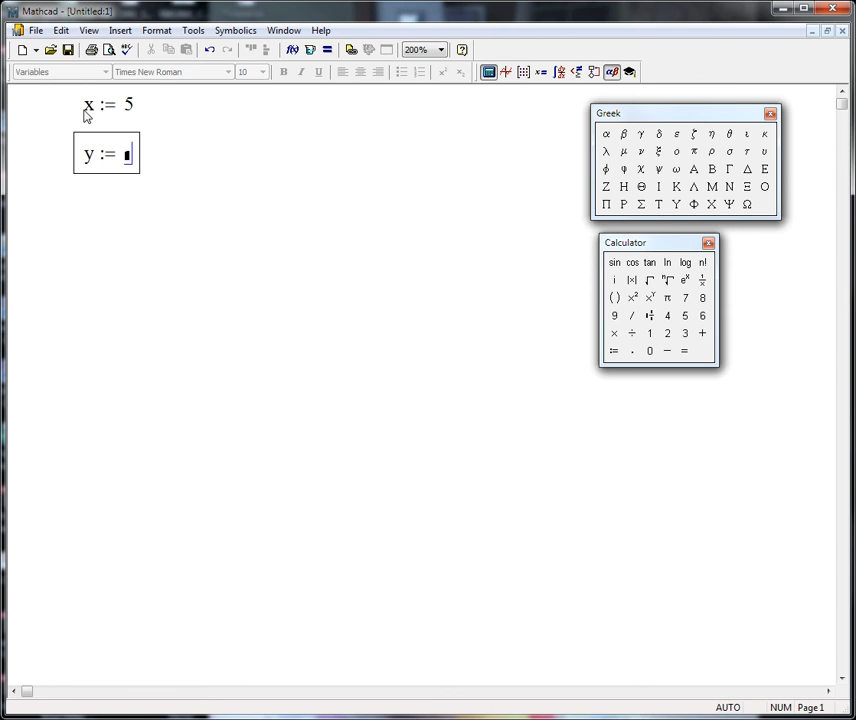 Mathcad - [Untitled:1]
File Edit View Insert Format Tools Symbolics Window Help
200%
Variables Times New Roman 10 B I U
x := 5
y :=
Greek
α β γ δ ε ζ η θ ι κ
λ μ ν ξ ο π ρ σ τ υ
ϕ φ χ ψ ω Α Β Γ Δ Ε
Ζ Η Θ Ι Κ Λ Μ Ν Ξ Ο
Π Ρ Σ Τ Υ Φ Χ Ψ Ω
Calculator
sin cos tan ln log n!
i |×| √ ⁿ√ eˣ 1/x
( ) ×² ×ʸ π 7 8
9 / 4 5 6
× ÷ 1 2 3 +
:= . 0 − =
AUTO NUM Page 1